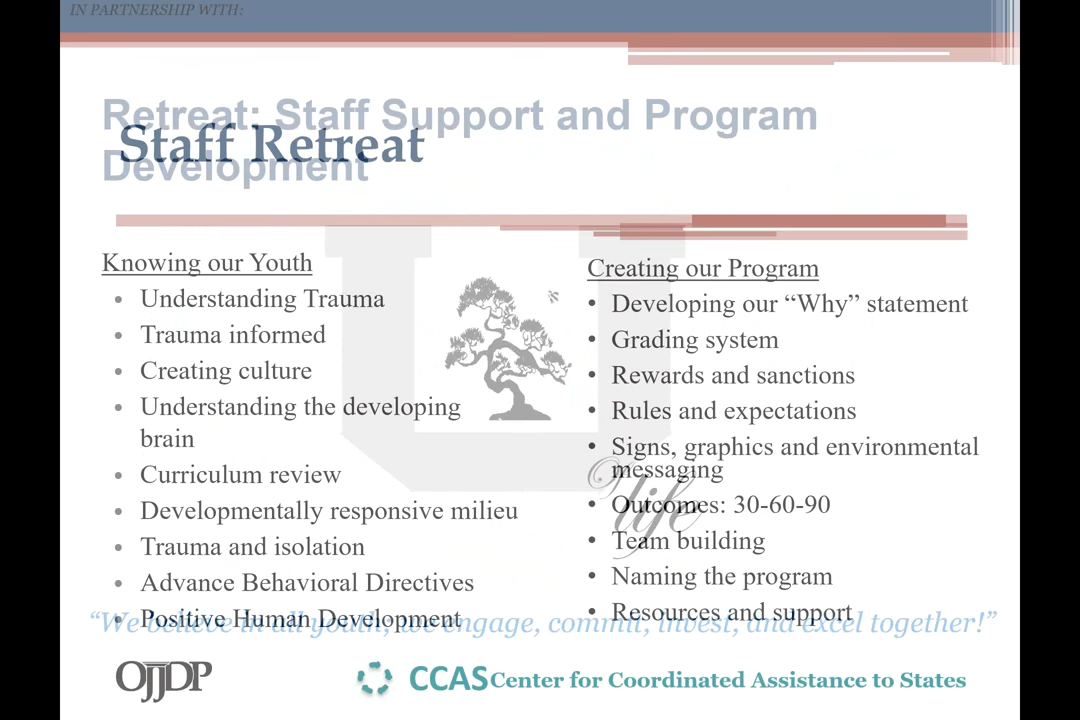 IN PARTNERSHIP WITH:
Retreat: Staff Support and Program
Development
Staff Retreat
Knowing our Youth
• Understanding Trauma
• Trauma informed
• Creating culture
• Understanding the developing
brain
• Curriculum review
• Developmentally responsive milieu
• Trauma and isolation
• Advance Behavioral Directives
• Positive Human Development
Creating our Program
• Developing our “Why” statement
• Grading system
• Rewards and sanctions
• Rules and expectations
• Signs, graphics and environmental
messaging
• Outcomes: 30-60-90
• Team building
• Naming the program
• Resources and support
U
life
“We believe in all youth, we engage, commit, invest, and excel together!”
OJJDP
CCAS Center for Coordinated Assistance to States